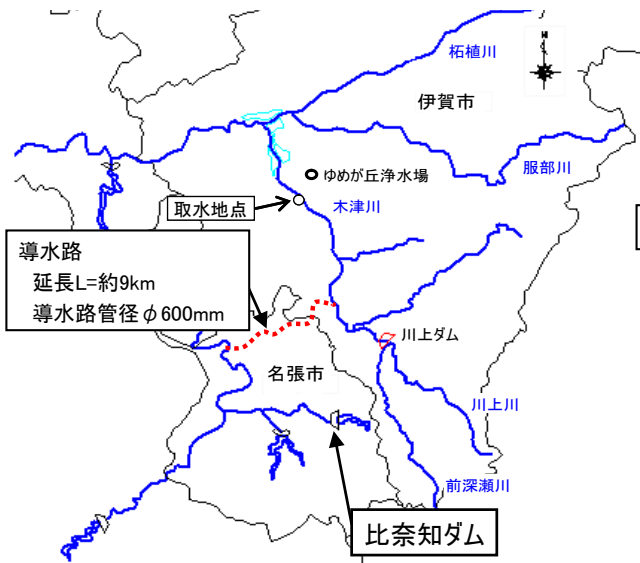 柘植川
伊賀市
服部川
ゆめが丘浄水場
取水地点
木津川
導水路
延長L=約9km
導水路管径φ600mm
川上ダム
名張市
川上川
前深瀬川
比奈知ダム